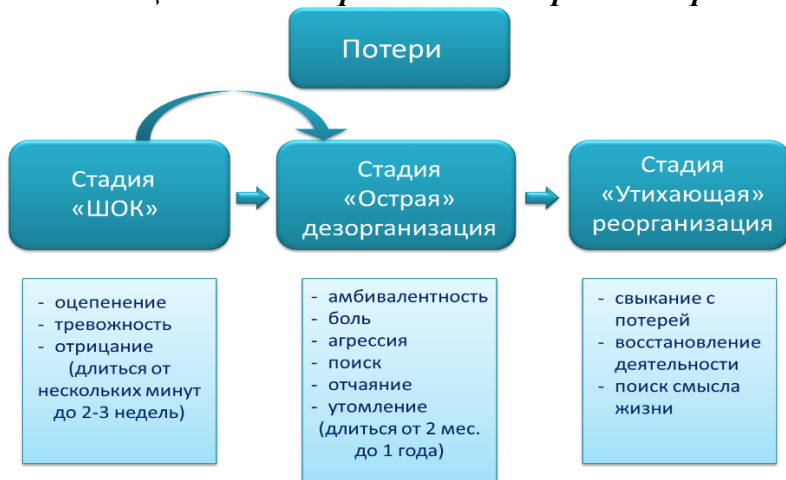 Потери
Стадия
«ШОК»
Стадия
«Острая»
дезорганизация
Стадия
«Утихающая»
реорганизация
- оцепенение
- тревожность
- отрицание
(длиться от
нескольких минут
до 2-3 недель)
- амбивалентность
- боль
- агрессия
- поиск
- отчаяние
- утомление
(длиться от 2 мес.
до 1 года)
- свыкание с
потерей
- восстановление
деятельности
- поиск смысла
жизни